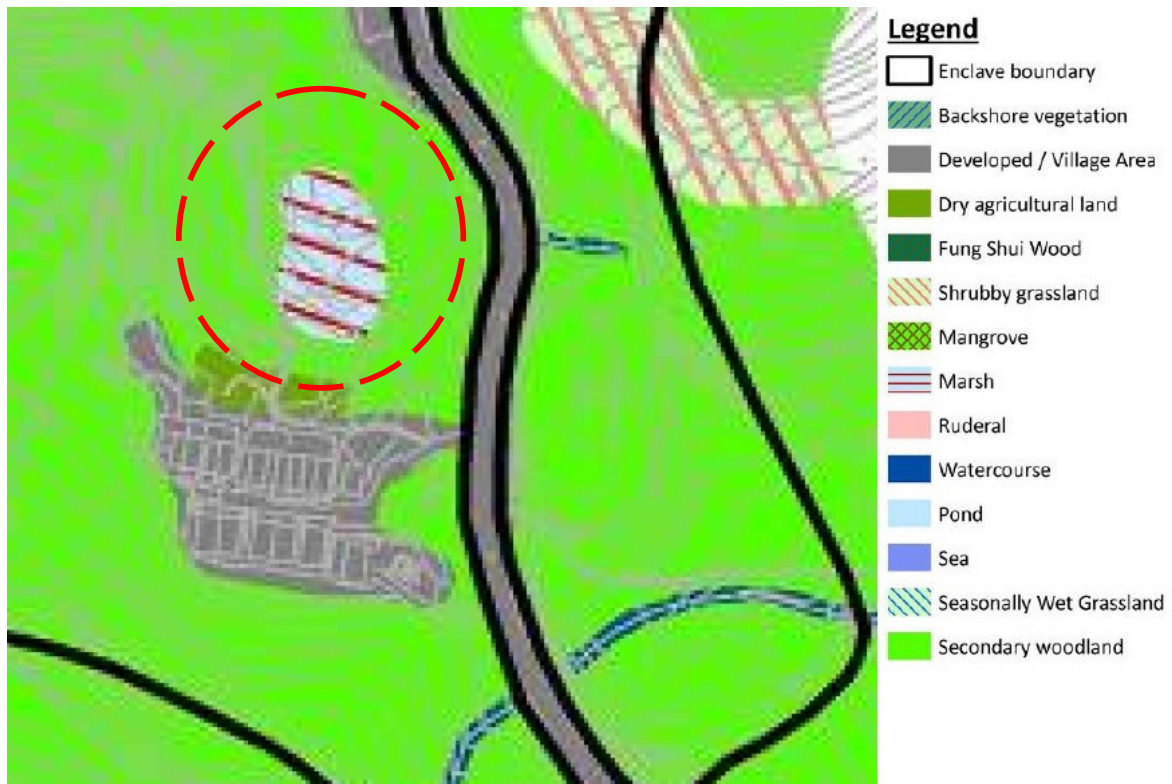 Legend
Enclave boundary
Backshore vegetation
Developed / Village Area
Dry agricultural land
Fung Shui Wood
Shrubby grassland
Mangrove
Marsh
Ruderal
Watercourse
Pond
Sea
Seasonally Wet Grassland
Secondary woodland